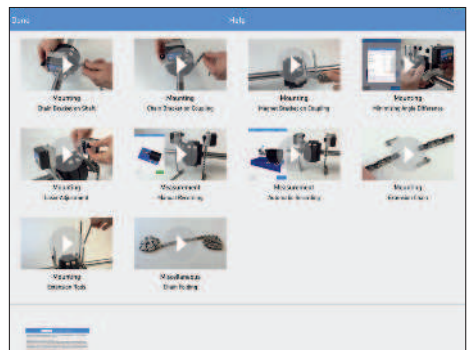 Done
Help
Mounting
Chain Bracket on Shaft
Mounting
Chain Bracket on Coupling
Mounting
Magnet Bracket on Coupling
Mounting
Minimizing Angle Difference
Mounting
Laser Adjustment
Measurement
Manual Recording
Measurement
Automatic Recording
Mounting
Extension Chain
Mounting
Extension Rods
Miscellaneous
Chain Folding